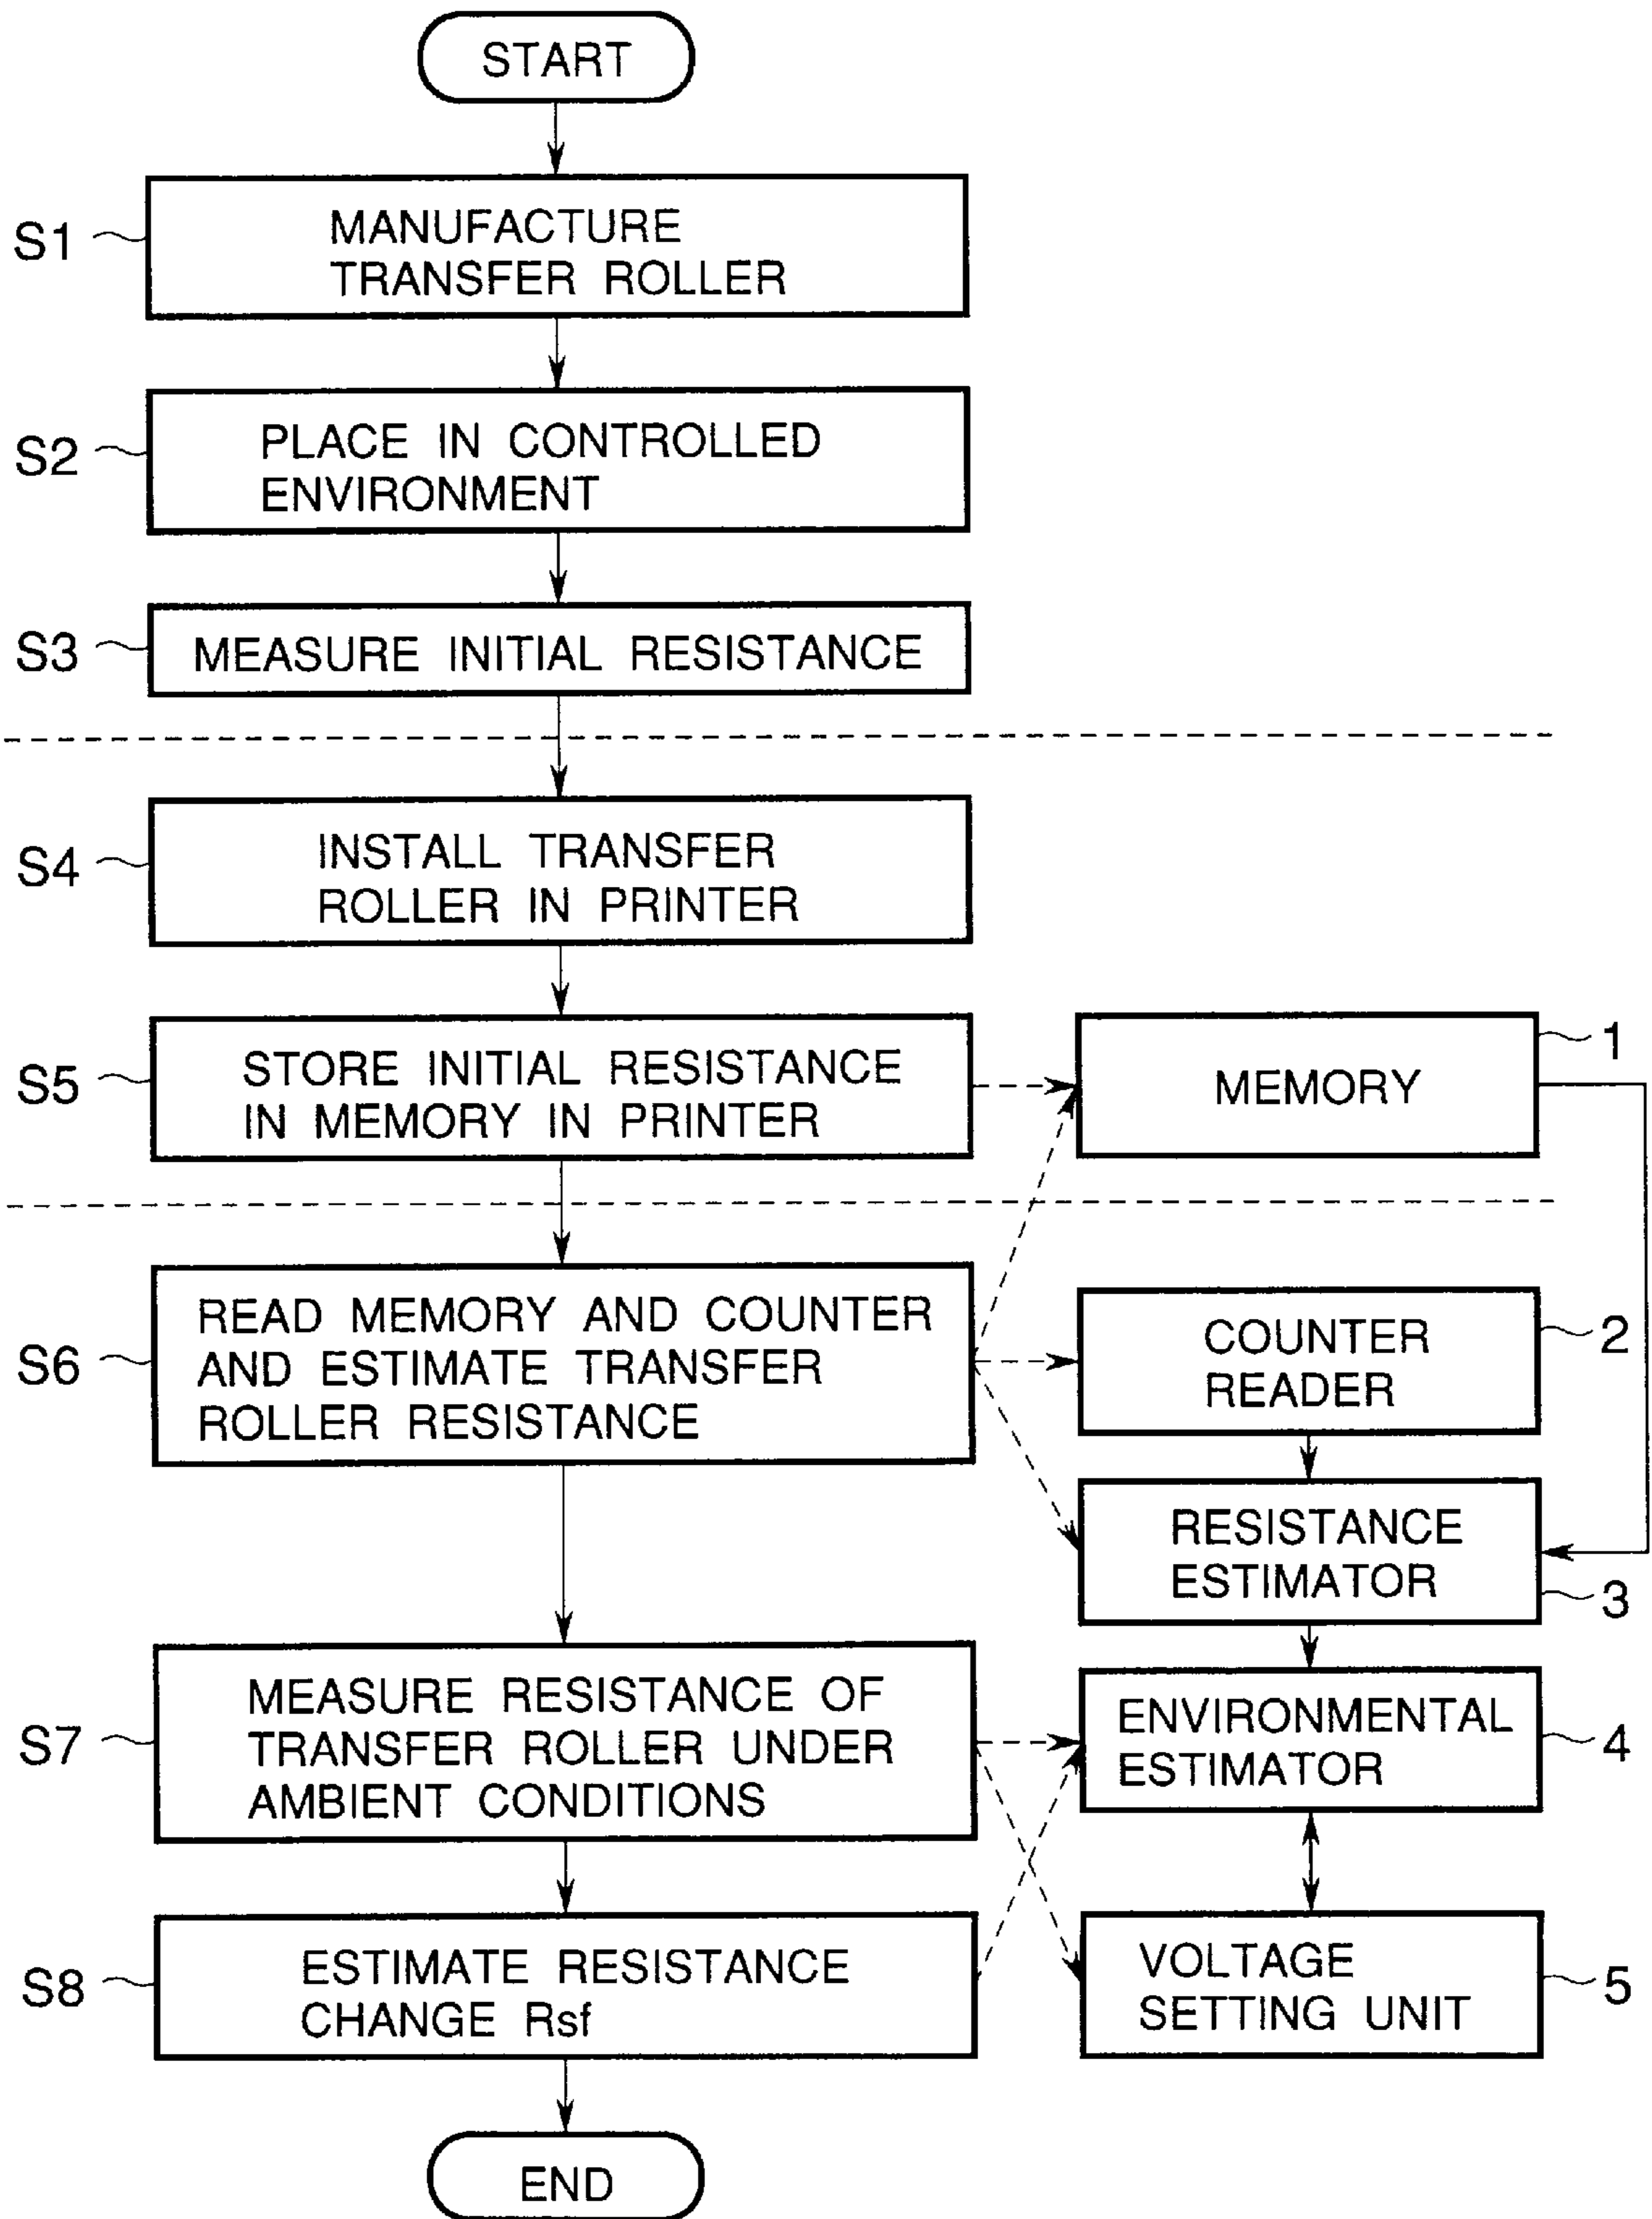 START
S1
MANUFACTURE
TRANSFER ROLLER
S2
PLACE IN CONTROLLED
ENVIRONMENT
S3
MEASURE INITIAL RESISTANCE
S4
INSTALL TRANSFER
ROLLER IN PRINTER
S5
STORE INITIAL RESISTANCE
IN MEMORY IN PRINTER
MEMORY
1
S6
READ MEMORY AND COUNTER
AND ESTIMATE TRANSFER
ROLLER RESISTANCE
COUNTER
READER
2
RESISTANCE
ESTIMATOR
3
S7
MEASURE RESISTANCE OF
TRANSFER ROLLER UNDER
AMBIENT CONDITIONS
ENVIRONMENTAL
ESTIMATOR
4
S8
ESTIMATE RESISTANCE
CHANGE Rsf
VOLTAGE
SETTING UNIT
5
END